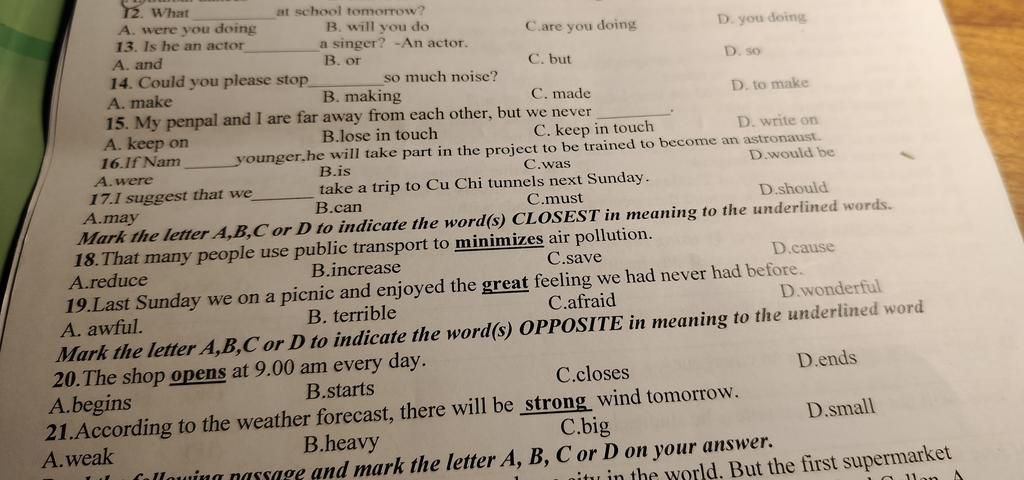 12. What __________ at school tomorrow?
A. were you doing B. will you do C.are you doing D. you doing
13. Is he an actor_________a singer? -An actor.
A. and B. or C. but D. so
14. Could you please stop_________so much noise?
A. make B. making C. made D. to make
15. My penpal and I are far away from each other, but we never _________.
A. keep on B.lose in touch C. keep in touch D. write on
16.If Nam ______younger,he will take part in the project to be trained to become an astronaust.
A.were B.is C.was D.would be
17.I suggest that we_______ take a trip to Cu Chi tunnels next Sunday.
A.may B.can C.must D.should
Mark the letter A,B,C or D to indicate the word(s) CLOSEST in meaning to the underlined words.
18.That many people use public transport to minimizes air pollution.
A.reduce B.increase C.save D.cause
19.Last Sunday we on a picnic and enjoyed the great feeling we had never had before.
A. awful. B. terrible C.afraid D.wonderful
Mark the letter A,B,C or D to indicate the word(s) OPPOSITE in meaning to the underlined word
20.The shop opens at 9.00 am every day.
A.begins B.starts C.closes D.ends
21.According to the weather forecast, there will be strong wind tomorrow.
A.weak B.heavy C.big D.small
following passage and mark the letter A, B, C or D on your answer.
city in the world. But the first supermarket